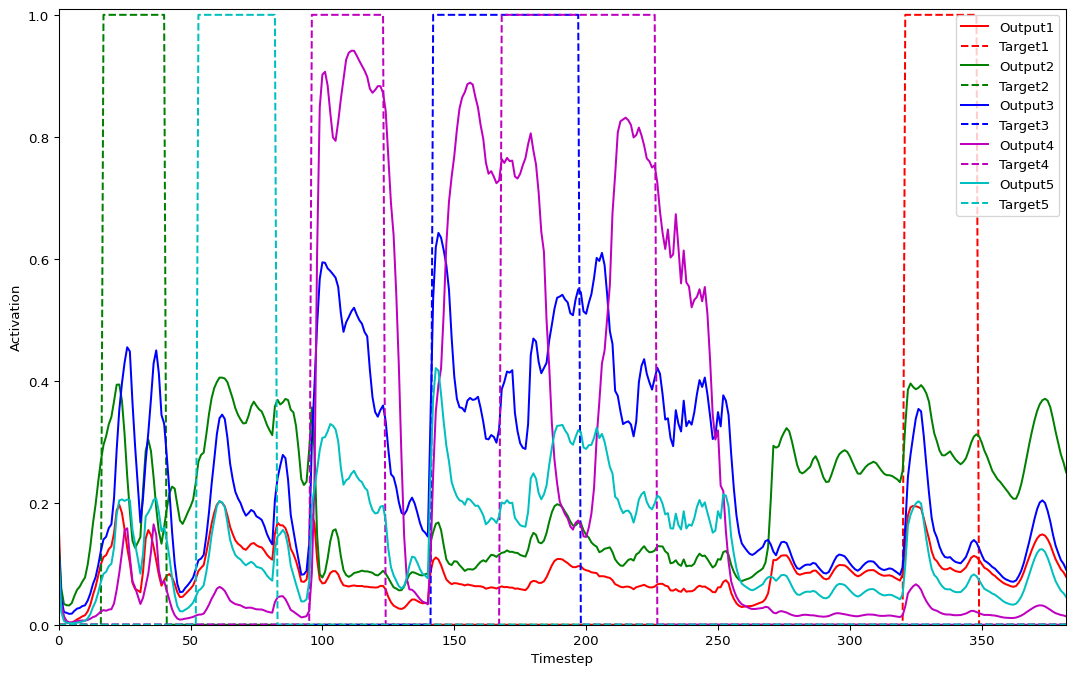 1.0
0.8
0.6
0.4
0.2
0.0
Activation
0 50 100 150 200 250 300 350
Timestep
Output1
Target1
Output2
Target2
Output3
Target3
Output4
Target4
Output5
Target5